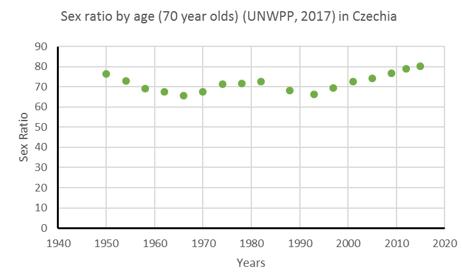 Sex ratio by age (70 year olds) (UNWPP, 2017) in Czechia
90
80
70
60
50
40
30
20
10
0
Sex Ratio
1940 1950 1960 1970 1980 1990 2000 2010 2020
Years